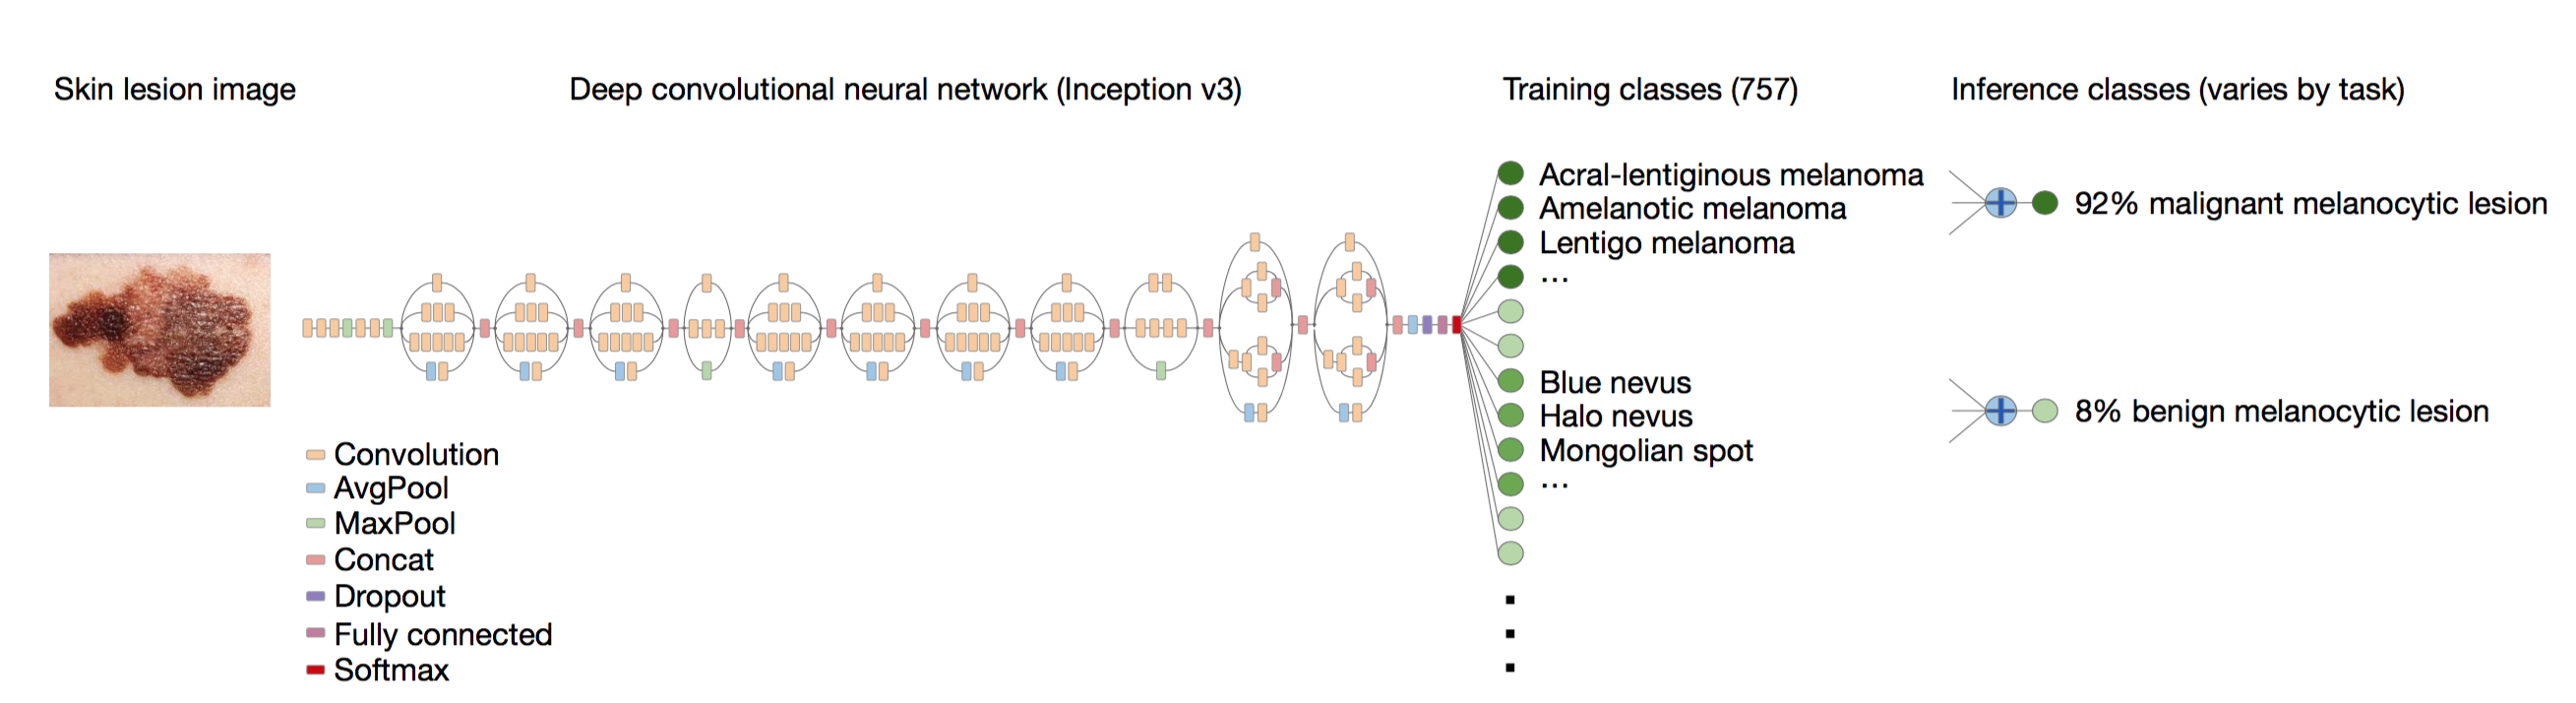 Skin lesion image
Deep convolutional neural network (Inception v3)
Training classes (757)
Inference classes (varies by task)
Acral-lentiginous melanoma
Amelanotic melanoma
Lentigo melanoma
...
Blue nevus
Halo nevus
Mongolian spot
...
92% malignant melanocytic lesion
8% benign melanocytic lesion
Convolution
AvgPool
MaxPool
Concat
Dropout
Fully connected
Softmax